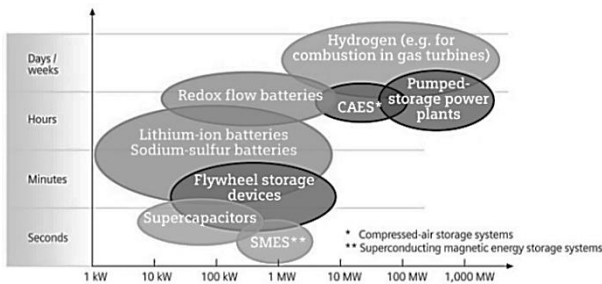 Days /
weeks
Hours
Minutes
Seconds
Hydrogen (e.g. for
combustion in gas turbines)
Redox flow batteries
CAES*
Pumped-
storage power
plants
Lithium-ion batteries
Sodium-sulfur batteries
Flywheel storage
devices
Supercapacitors
SMES**
* Compressed-air storage systems
** Superconducting magnetic energy storage systems
1 kW 10 kW 100 kW 1 MW 10 MW 100 MW 1,000 MW